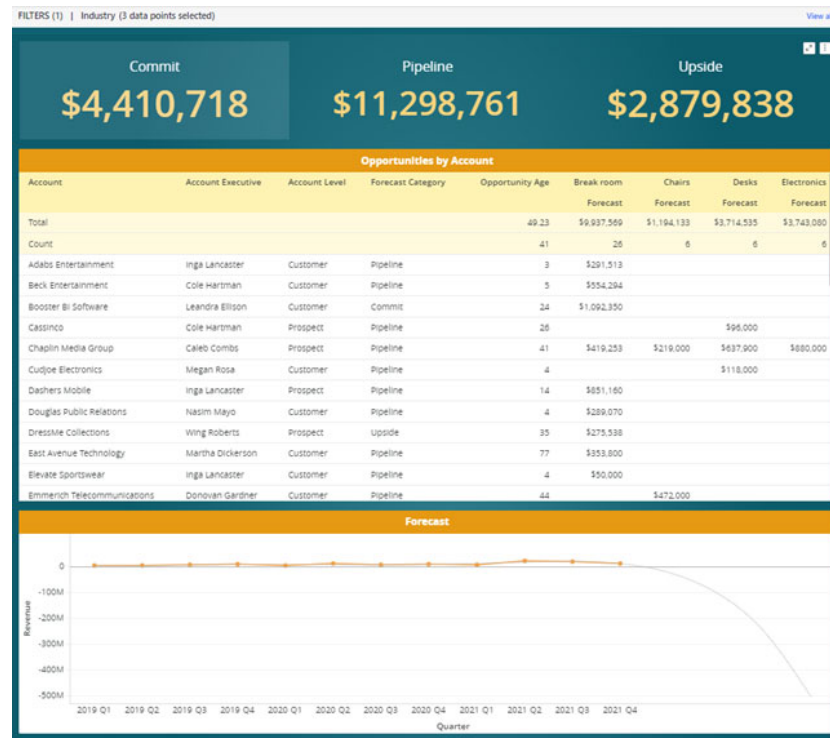 FILTERS (1) | Industry (3 data points selected)
View a
Commit Pipeline Upside
$4,410,718 $11,298,761 $2,879,838
Opportunities by Account
Account Account Executive Account Level Forecast Category Opportunity Age Break room Chairs Desks Electronics
Forecast Forecast Forecast Forecast
Total 49.23 $9,937,569 $1,194,133 $3,714,535 $3,743,080
Count 41 26 6 6 6
Adabs Entertainment Inga Lancaster Customer Pipeline 3 $291,513
Beck Entertainment Cole Hartman Customer Pipeline 5 $554,294
Booster BI Software Leandra Ellison Customer Commit 24 $1,092,350
Cassinco Cole Hartman Prospect Pipeline 26 $96,000
Chaplin Media Group Caleb Combs Prospect Pipeline 41 $419,253 $219,000 $637,900 $880,000
Cudjoe Electronics Megan Rosa Customer Pipeline 4 $118,000
Dashers Mobile Inga Lancaster Prospect Pipeline 14 $851,160
Douglas Public Relations Nasim Mayo Customer Pipeline 4 $289,070
DressMe Collections Wing Roberts Prospect Upside 35 $275,538
East Avenue Technology Martha Dickerson Customer Pipeline 77 $353,800
Elevate Sportswear Inga Lancaster Customer Pipeline 4 $50,000
Emmerich Telecommunications Donovan Gardner Customer Pipeline 44 $472,000
Forecast
0
-100M
-200M
-300M
-400M
-500M
Revenue
2019 Q1 2019 Q2 2019 Q3 2019 Q4 2020 Q1 2020 Q2 2020 Q3 2020 Q4 2021 Q1 2021 Q2 2021 Q3 2021 Q4
Quarter